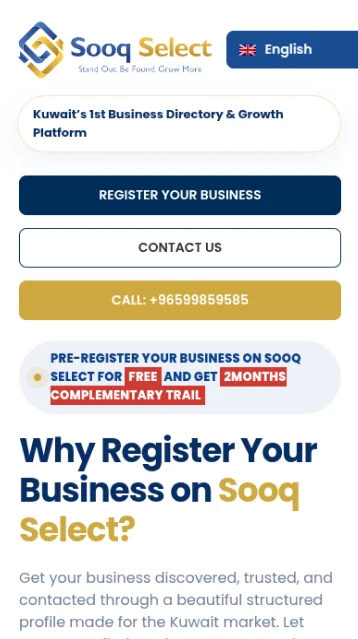 Sooq Select
Stand Out. Be Found. Grow More.
English
Kuwait's 1st Business Directory & Growth
Platform
REGISTER YOUR BUSINESS
CONTACT US
CALL: +96599859585
PRE-REGISTER YOUR BUSINESS ON SOOQ
SELECT FOR FREE AND GET 2MONTHS
COMPLEMENTARY TRAIL
Why Register Your
Business on Sooq
Select?
Get your business discovered, trusted, and
contacted through a beautiful structured
profile made for the Kuwait market. Let